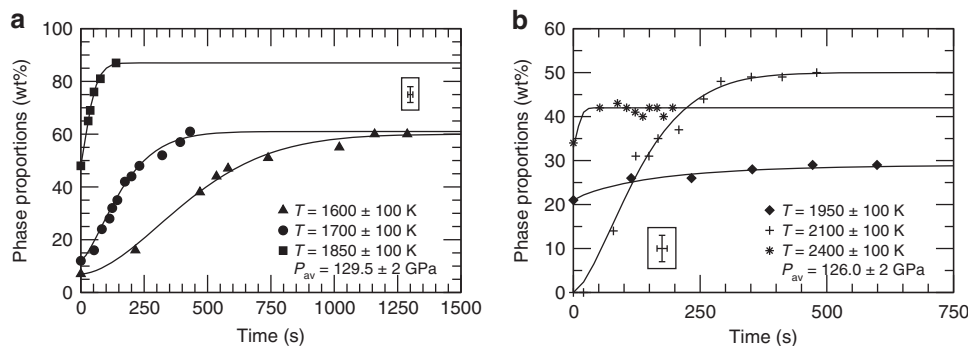 a
Phase proportions (wt%)
100
80
60
40
20
0
0 250 500 750 1000 1250 1500
Time (s)
T = 1600 ± 100 K
T = 1700 ± 100 K
T = 1850 ± 100 K
Pav = 129.5 ± 2 GPa
b
Phase proportions (wt%)
60
50
40
30
20
10
0
0 250 500 750
Time (s)
T = 1950 ± 100 K
T = 2100 ± 100 K
T = 2400 ± 100 K
Pav = 126.0 ± 2 GPa